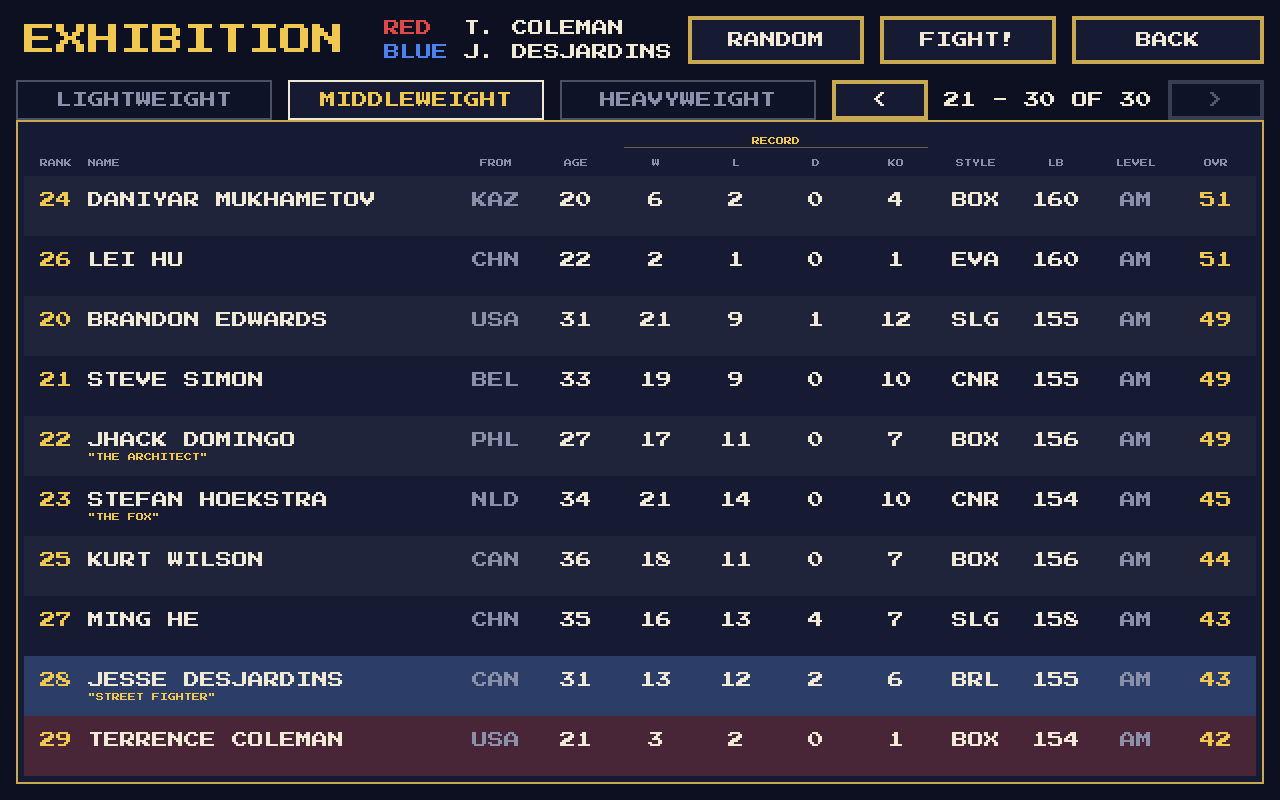 EXHIBITION
RED T. COLEMAN
BLUE J. DESJARDINS
RANDOM
FIGHT!
BACK
LIGHTWEIGHT
MIDDLEWEIGHT
HEAVYWEIGHT
<
21 - 30 OF 30
>
RECORD
RANK NAME FROM AGE W L D KO STYLE LB LEVEL OVR
24 DANIYAR MUKHAMETOV KAZ 20 6 2 0 4 BOX 160 AM 51
26 LEI HU CHN 22 2 1 0 1 EVA 160 AM 51
20 BRANDON EDWARDS USA 31 21 9 1 12 SLG 155 AM 49
21 STEVE SIMON BEL 33 19 9 0 10 CNR 155 AM 49
22 JHACK DOMINGO PHL 27 17 11 0 7 BOX 156 AM 49
"THE ARCHITECT"
23 STEFAN HOEKSTRA NLD 34 21 14 0 10 CNR 154 AM 45
"THE FOX"
25 KURT WILSON CAN 36 18 11 0 7 BOX 156 AM 44
27 MING HE CHN 35 16 13 4 7 SLG 158 AM 43
28 JESSE DESJARDINS CAN 31 13 12 2 6 BRL 155 AM 43
"STREET FIGHTER"
29 TERRENCE COLEMAN USA 21 3 2 0 1 BOX 154 AM 42